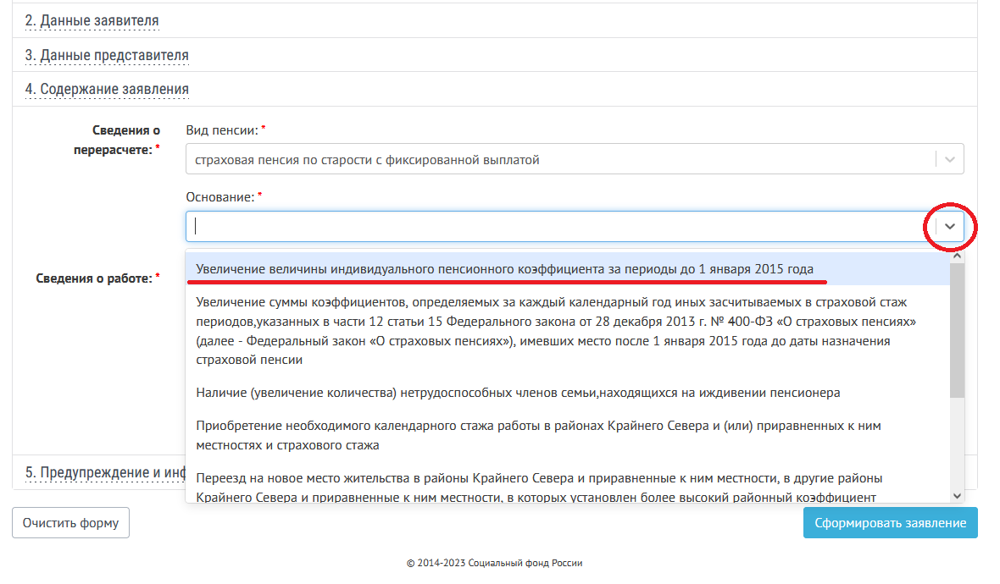 2. Данные заявителя
3. Данные представителя
4. Содержание заявления
Сведения о
перерасчете: *
Вид пенсии: *
страховая пенсия по старости с фиксированной выплатой
Основание: *
Сведения о работе: *
Увеличение величины индивидуального пенсионного коэффициента за периоды до 1 января 2015 года
Увеличение суммы коэффициентов, определяемых за каждый календарный год иных засчитываемых в страховой стаж
периодов,указанных в части 12 статьи 15 Федерального закона от 28 декабря 2013 г. № 400-ФЗ «О страховых пенсиях»
(далее - Федеральный закон «О страховых пенсиях»), имевших место после 1 января 2015 года до даты назначения
страховой пенсии
Наличие (увеличение количества) нетрудоспособных членов семьи,находящихся на иждивении пенсионера
Приобретение необходимого календарного стажа работы в районах Крайнего Севера и (или) приравненных к ним
местностях и страхового стажа
Переезд на новое место жительства в районы Крайнего Севера и приравненные к ним местности, в другие районы
Крайнего Севера и приравненные к ним местности, в которых установлен более высокий районный коэффициент
5. Предупреждение и инф
Очистить форму
Сформировать заявление
© 2014-2023 Социальный фонд России